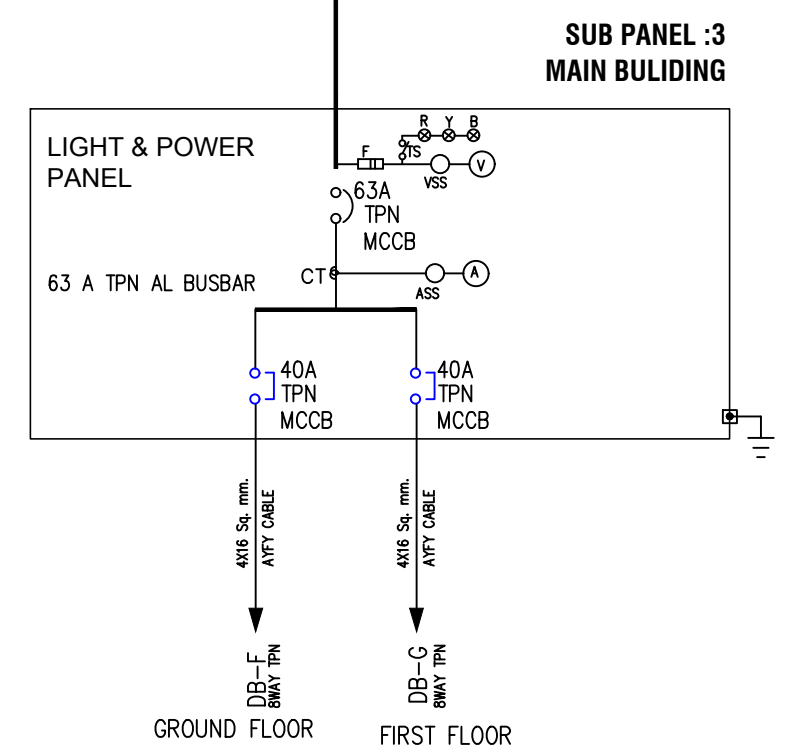 SUB PANEL :3
MAIN BULIDING
LIGHT & POWER
PANEL
R Y B
F
TS
VSS
V
63A
TPN
MCCB
CT
63 A TPN AL BUSBAR
ASS
A
40A
TPN
MCCB
40A
TPN
MCCB
4X16 Sq. mm.
AYFY CABLE
4X16 Sq. mm.
AYFY CABLE
DB-F
8WAY TPN
DB-G
8WAY TPN
GROUND FLOOR
FIRST FLOOR